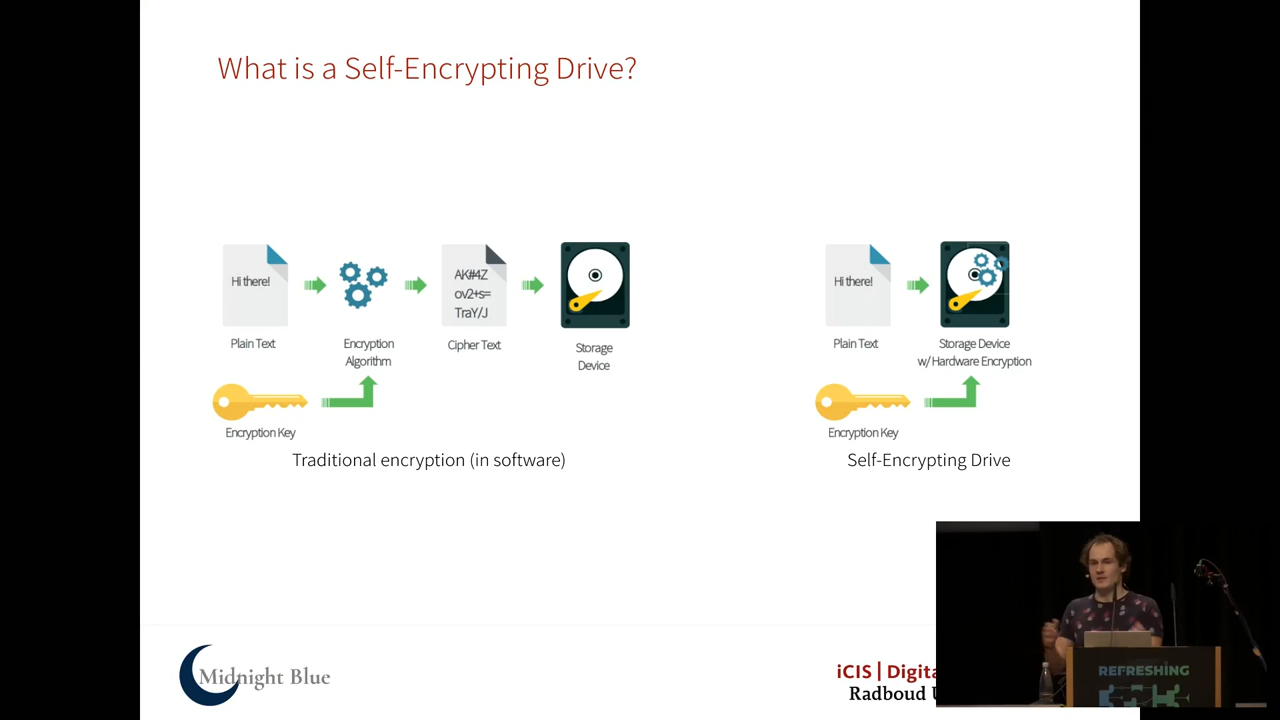 What is a Self-Encrypting Drive?
Hi there!
AK#4Z
ov2+s=
TraY/J
Plain Text
Encryption
Algorithm
Cipher Text
Storage
Device
Encryption Key
Traditional encryption (in software)
Hi there!
Plain Text
Storage Device
w/ Hardware Encryption
Encryption Key
Self-Encrypting Drive
Midnight Blue
iCIS | Digita
Radboud
REFRESHING